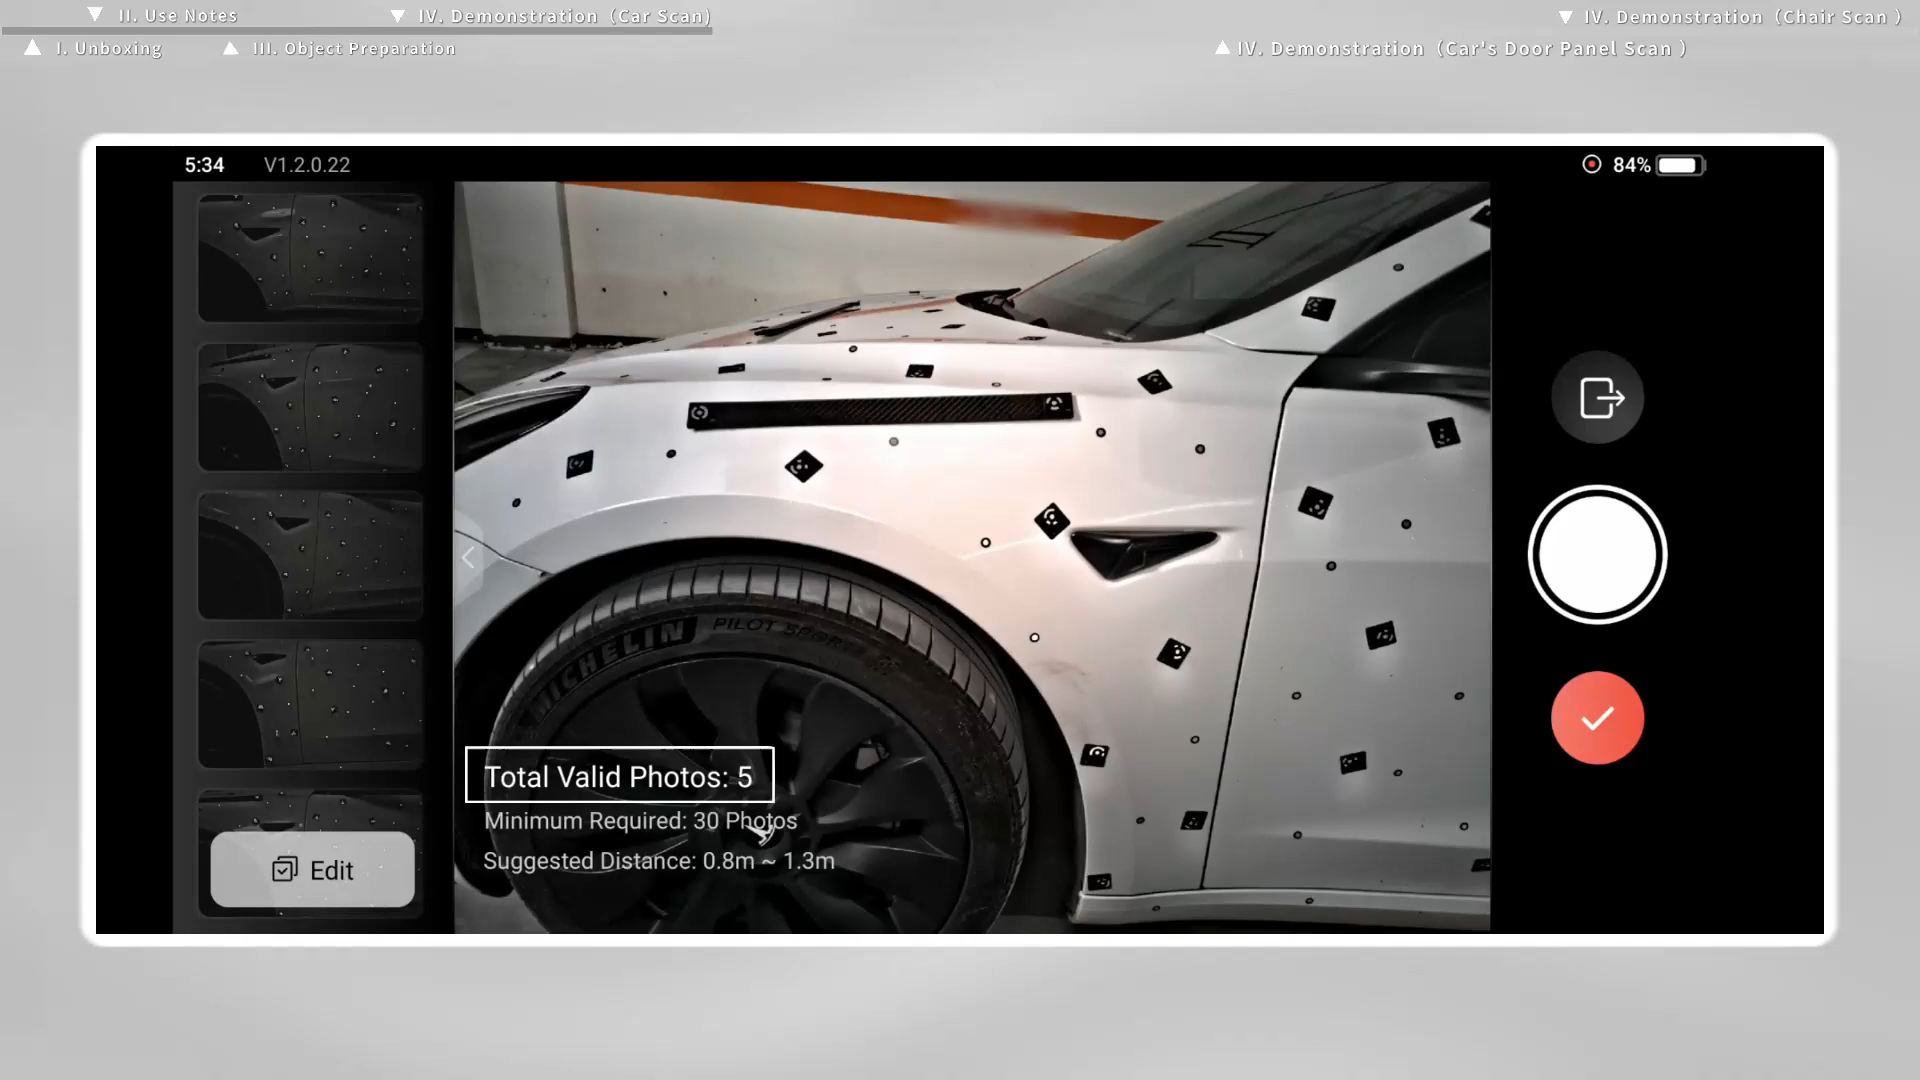 II. Use Notes
IV. Demonstration（Car Scan)
IV. Demonstration（Chair Scan ）
I. Unboxing
III. Object Preparation
IV. Demonstration（Car's Door Panel Scan ）
5:34
V1.2.0.22
84%
MICHELIN
PILOT SPORT
Total Valid Photos: 5
Minimum Required: 30 Photos
Suggested Distance: 0.8m ~ 1.3m
Edit